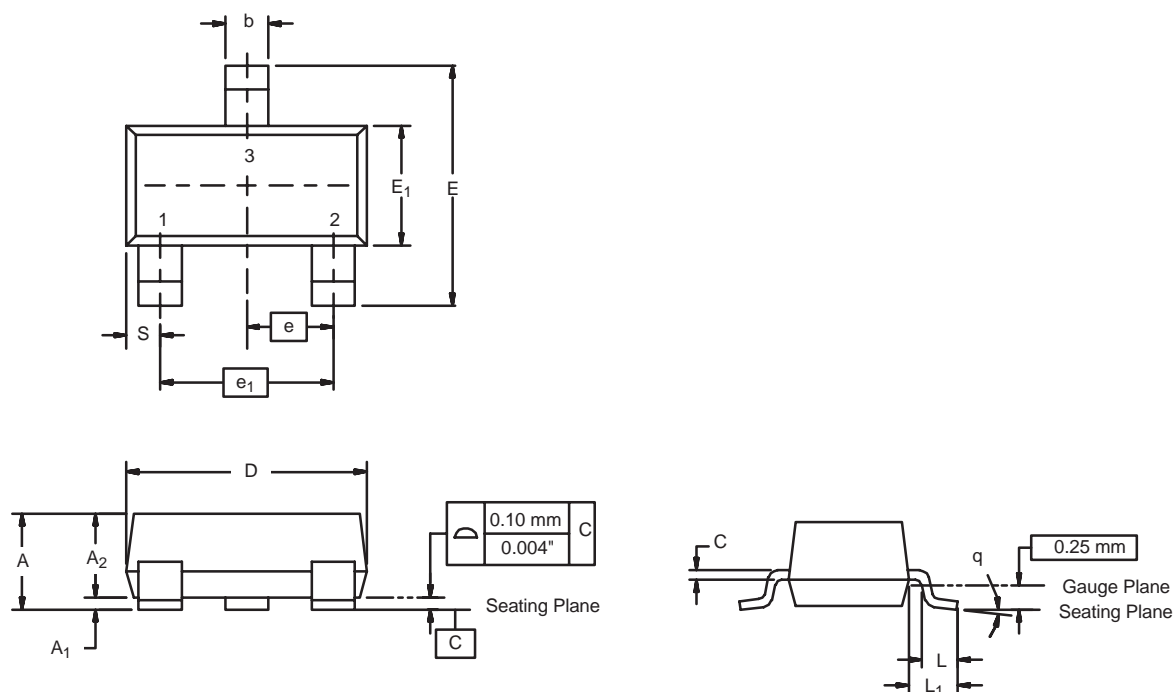 b
3
E₁
E
1
2
S
e
e₁
D
A
A₂
0.10 mm
C
0.004"
Seating Plane
C
A₁
C
q
0.25 mm
Gauge Plane
Seating Plane
L
L₁